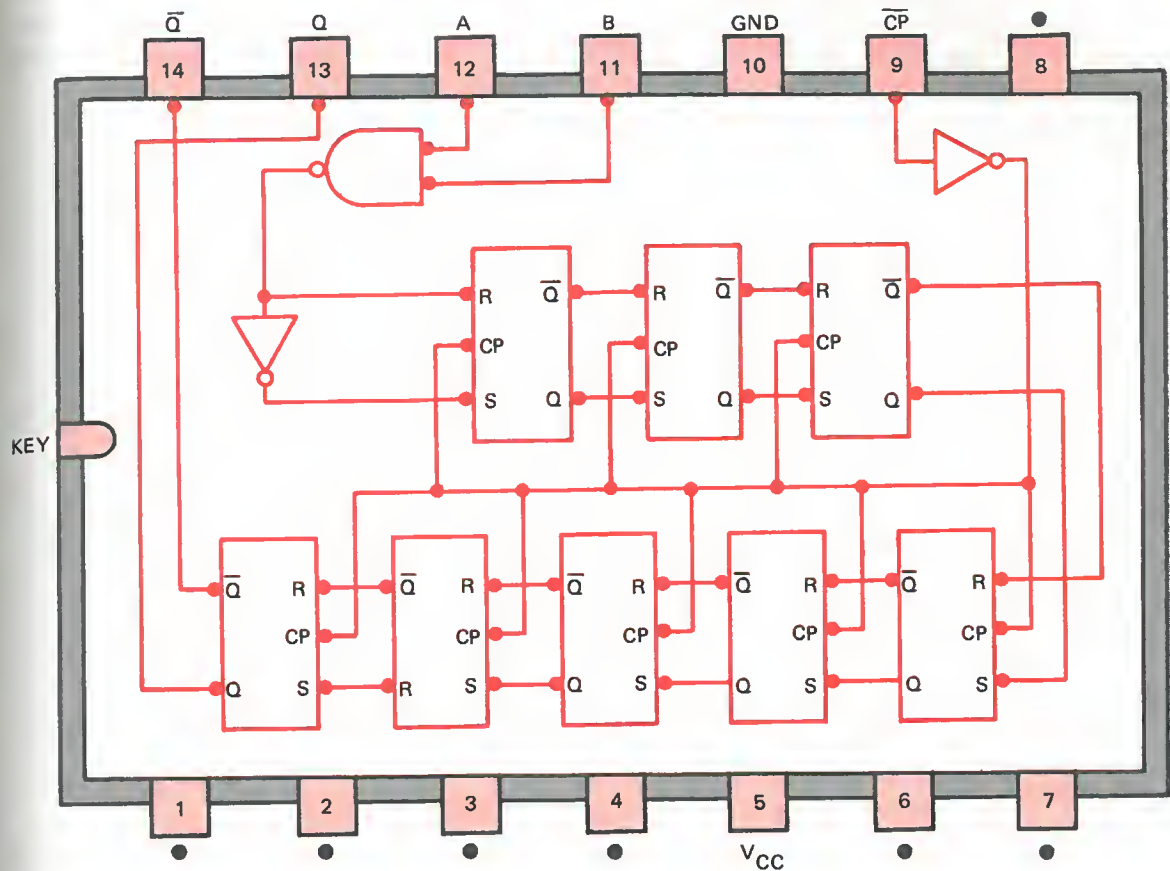 Q̅ Q A B GND C̅P̅ •
14 13 12 11 10 9 8
R Q̅ R Q̅ R Q̅
CP CP CP
S Q S Q S Q
KEY
Q̅ R Q̅ R Q̅ R Q̅ R Q̅ R
CP CP CP CP CP
Q S R S Q S Q S Q S
1 2 3 4 5 6 7
• • • • VCC • •